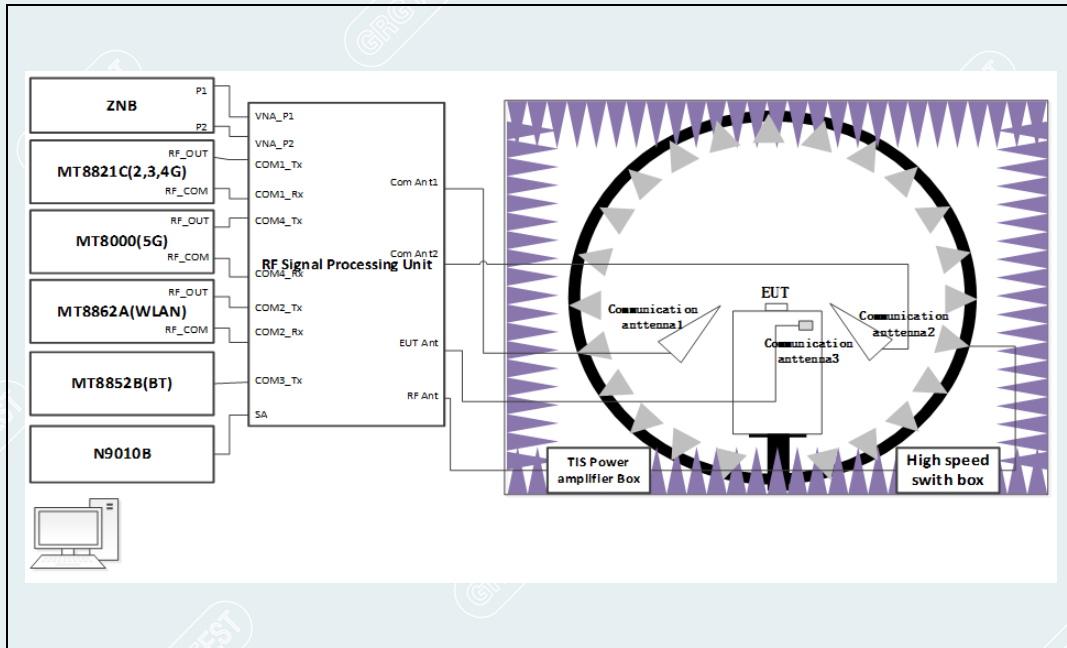 ZNB
P1
P2
MT8821C(2,3,4G)
RF_OUT
RF_COM
MT8000(5G)
RF_OUT
RF_COM
MT8862A(WLAN)
RF_OUT
RF_COM
MT8852B(BT)
N9010B
VNA_P1
VNA_P2
COM1_Tx
COM1_Rx
COM4_Tx
RF Signal Processing Unit
COM4_Rx
COM2_Tx
COM2_Rx
COM3_Tx
SA
Com Ant1
Com Ant2
EUT Ant
RF Ant
EUT
Communication
anttenna1
Communication
anttenna2
Communication
anttenna3
TIS Power
amplifier Box
High speed
swith box
GRGTEST